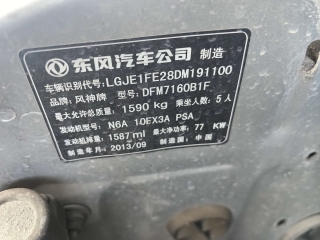 东风汽车公司 制造
车辆识别代号:LGJE1FE28DM191100
品牌:风神牌 型号:DFM7160B1F
最大允许总质量:1590 kg 乘坐人数:5 人
发动机型号:N6A 10EX3A PSA
发动机排量:1587 ml 最大净功率:77 KW
制造年月:2013/09 制造国:中国